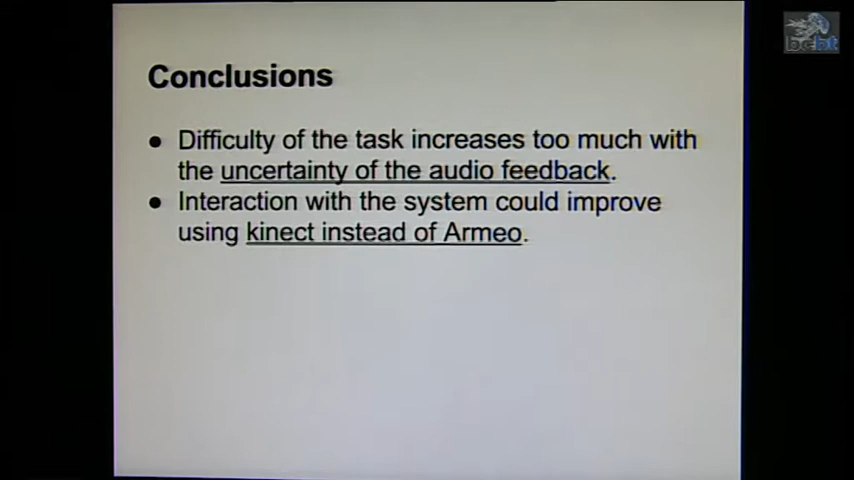 Conclusions
● Difficulty of the task increases too much with
the uncertainty of the audio feedback.
● Interaction with the system could improve
using kinect instead of Armeo.
bcbt